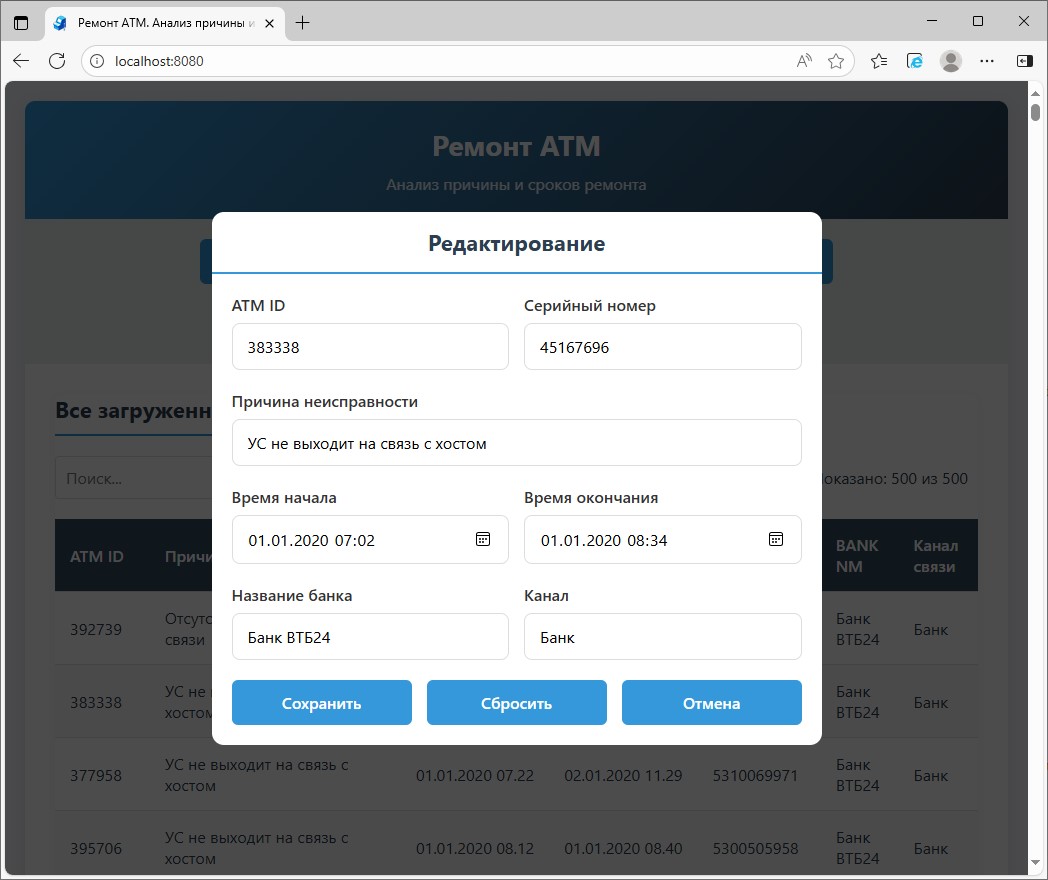 Ремонт АТМ. Анализ причины и
localhost:8080
Ремонт АТМ
Анализ причины и сроков ремонта
Редактирование
ATM ID
Серийный номер
383338
45167696
Причина неисправности
УС не выходит на связь с хостом
Время начала
Время окончания
01.01.2020 07:02
01.01.2020 08:34
Название банка
Канал
Банк ВТБ24
Банк
Сохранить
Сбросить
Отмена
Все загруженн
Поиск...
оказано: 500 из 500
ATM ID
Причи
BANK NM
Канал связи
392739
Отсутс
связи
Банк
ВТБ24
Банк
383338
УС не
хостом
Банк
ВТБ24
Банк
377958
УС не выходит на связь с
хостом
01.01.2020 07.22
02.01.2020 11.29
5310069971
Банк
ВТБ24
Банк
395706
УС не выходит на связь с
хостом
01.01.2020 08.12
01.01.2020 08.40
5300505958
Банк
ВТБ24
Банк